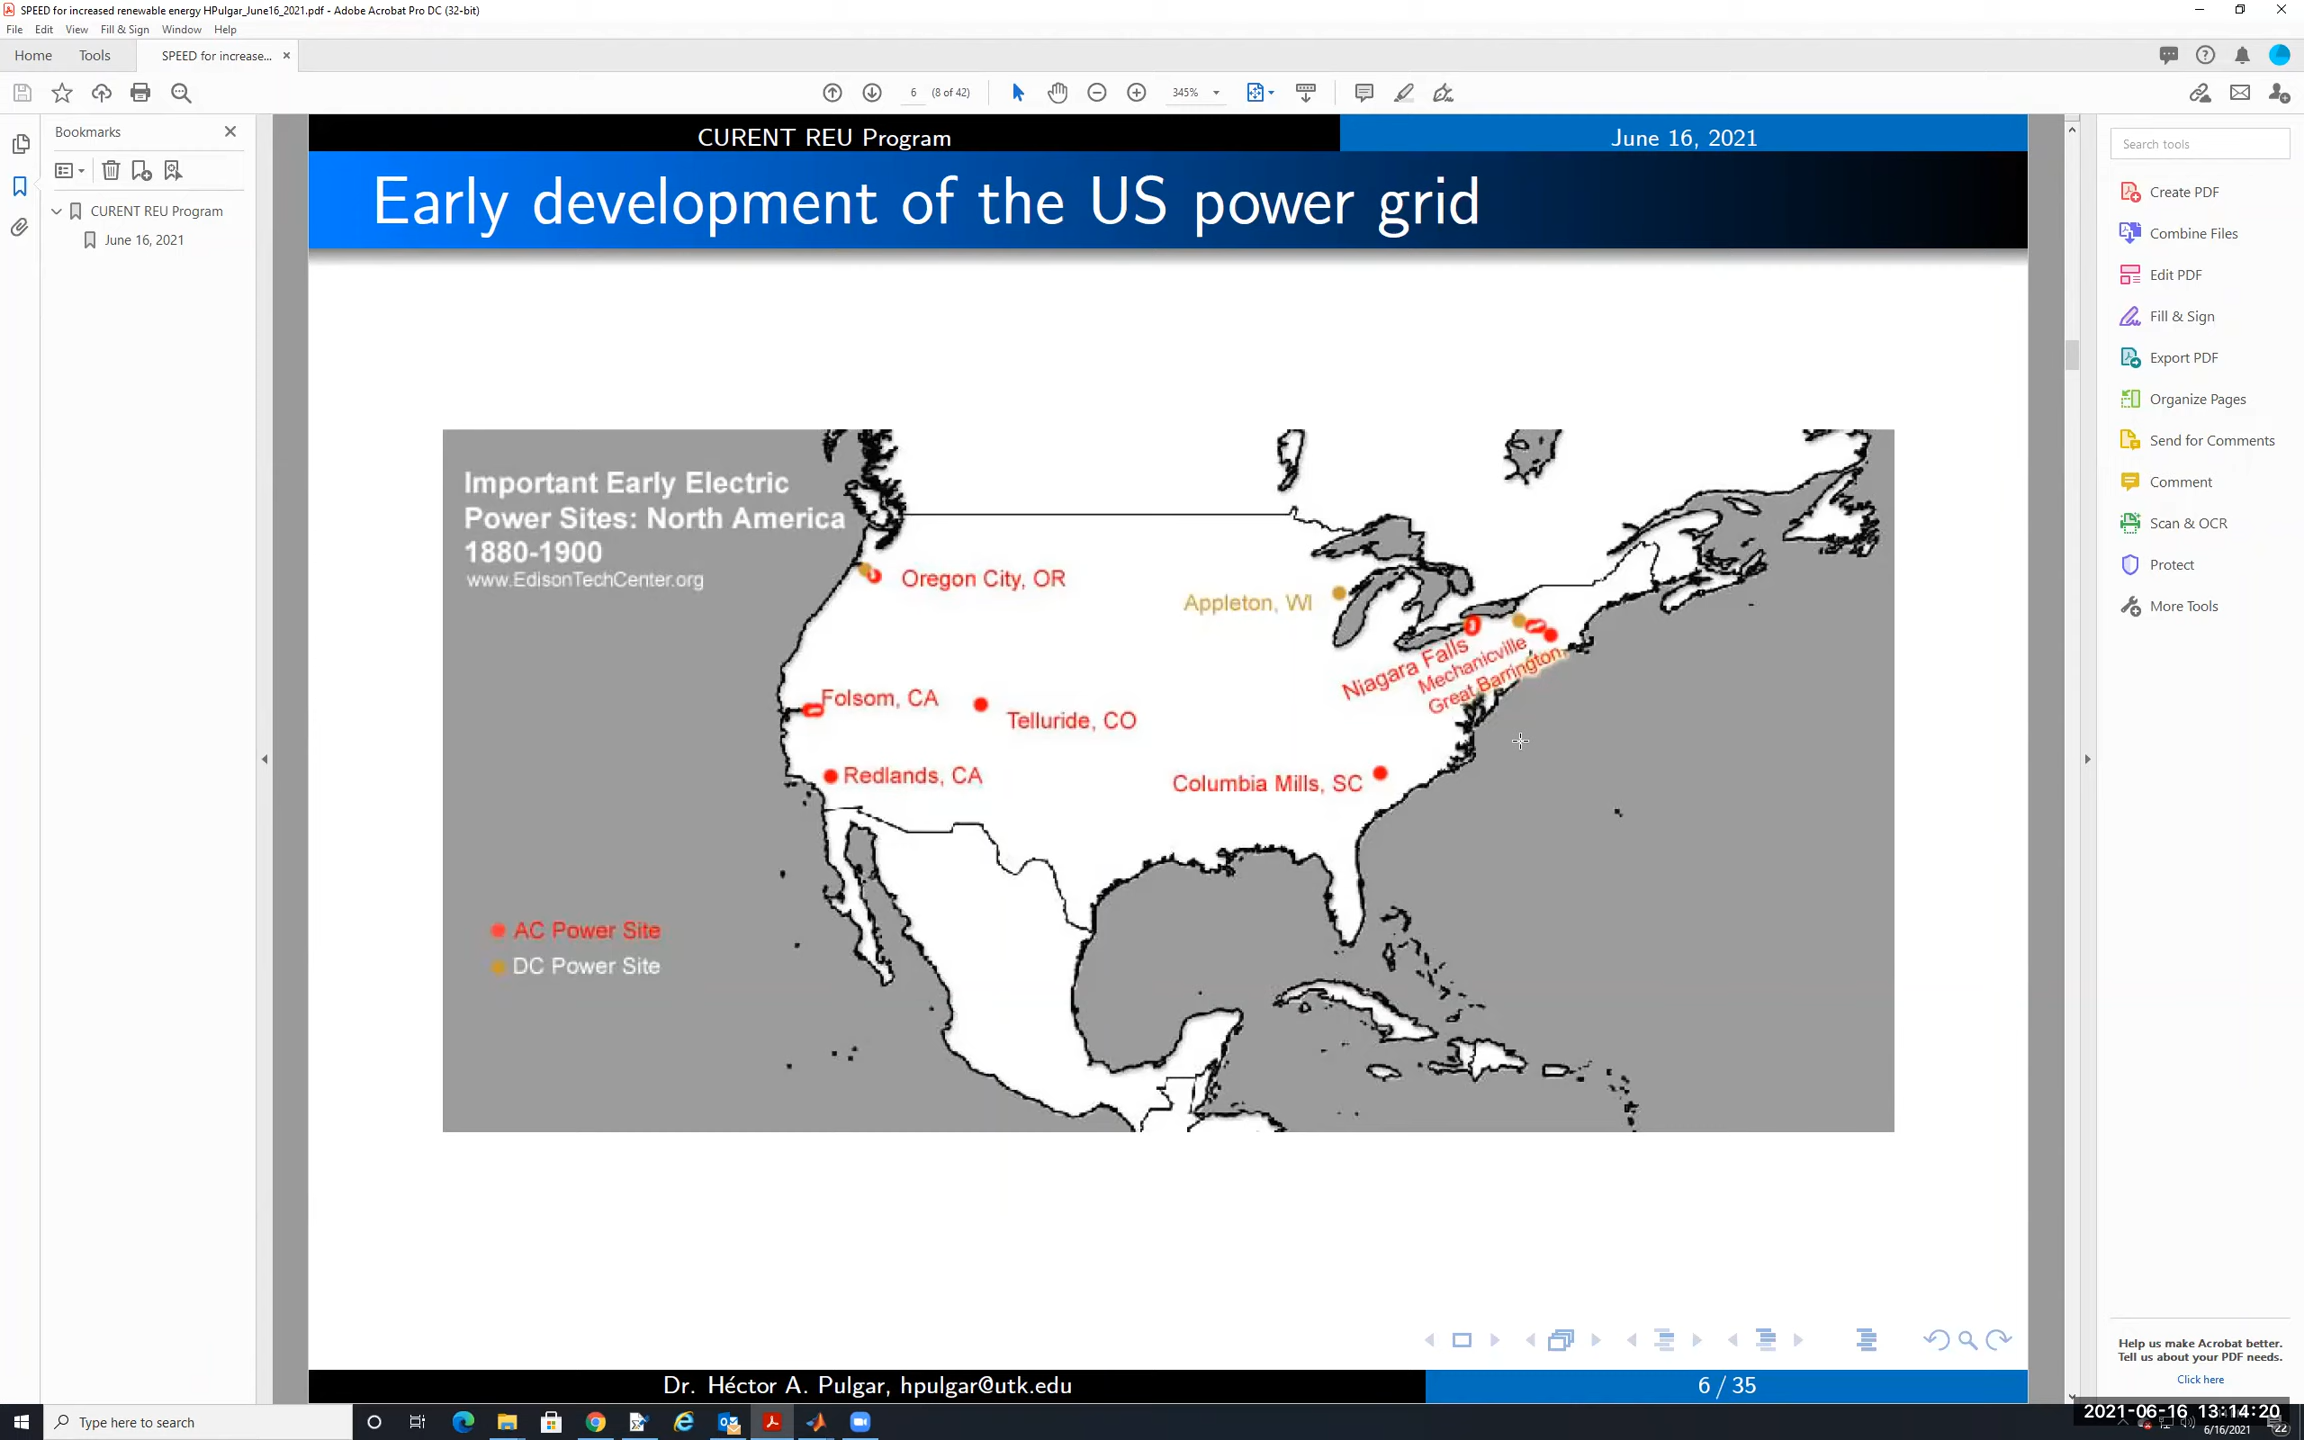 SPEED for increased renewable energy HPulgar_June16_2021.pdf - Adobe Acrobat Pro DC (32-bit)
File Edit View Fill & Sign Window Help
Home Tools SPEED for increase...
6 (8 of 42) 345%
Bookmarks
CURENT REU Program
June 16, 2021
CURENT REU Program June 16, 2021
Early development of the US power grid
Important Early Electric
Power Sites: North America
1880-1900
www.EdisonTechCenter.org
Oregon City, OR
Appleton, WI
Niagara Falls
Mechanicville
Great Barrington,
Folsom, CA
Telluride, CO
Redlands, CA
Columbia Mills, SC
AC Power Site
DC Power Site
Dr. Héctor A. Pulgar, hpulgar@utk.edu 6 / 35
Search tools
Create PDF
Combine Files
Edit PDF
Fill & Sign
Export PDF
Organize Pages
Send for Comments
Comment
Scan & OCR
Protect
More Tools
Help us make Acrobat better.
Tell us about your PDF needs.
Click here
Type here to search
2021-06-16 13:14:20
6/16/2021
22